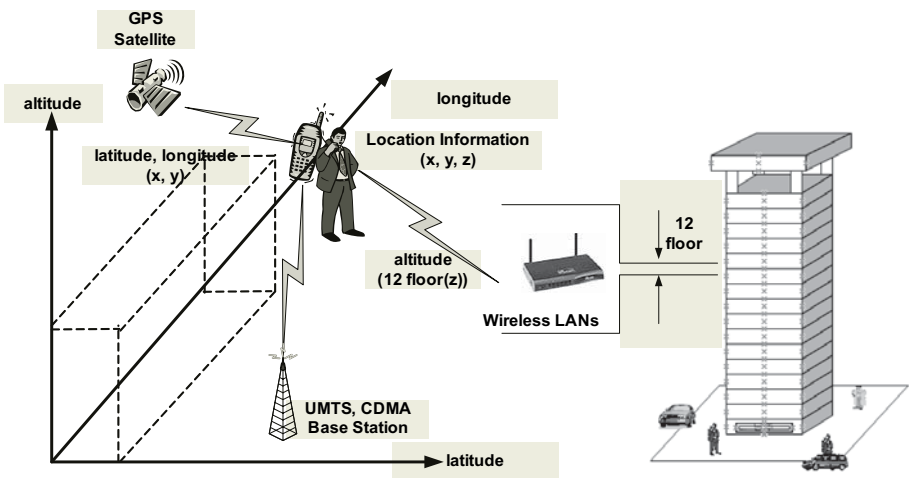 GPS
Satellite
altitude
longitude
latitude, longitude
(x, y)
Location Information
(x, y, z)
12
floor
altitude
(12 floor(z))
Wireless LANs
UMTS, CDMA
Base Station
latitude